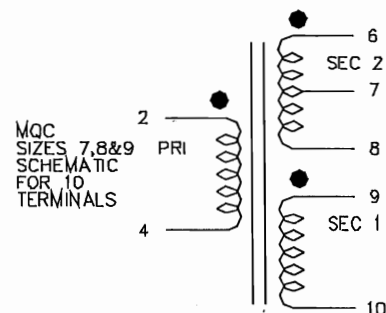 6
SEC 2
7
8
2
MQC
SIZES 7,8&9 PRI
SCHEMATIC
FOR 10
TERMINALS
4
9
SEC 1
10